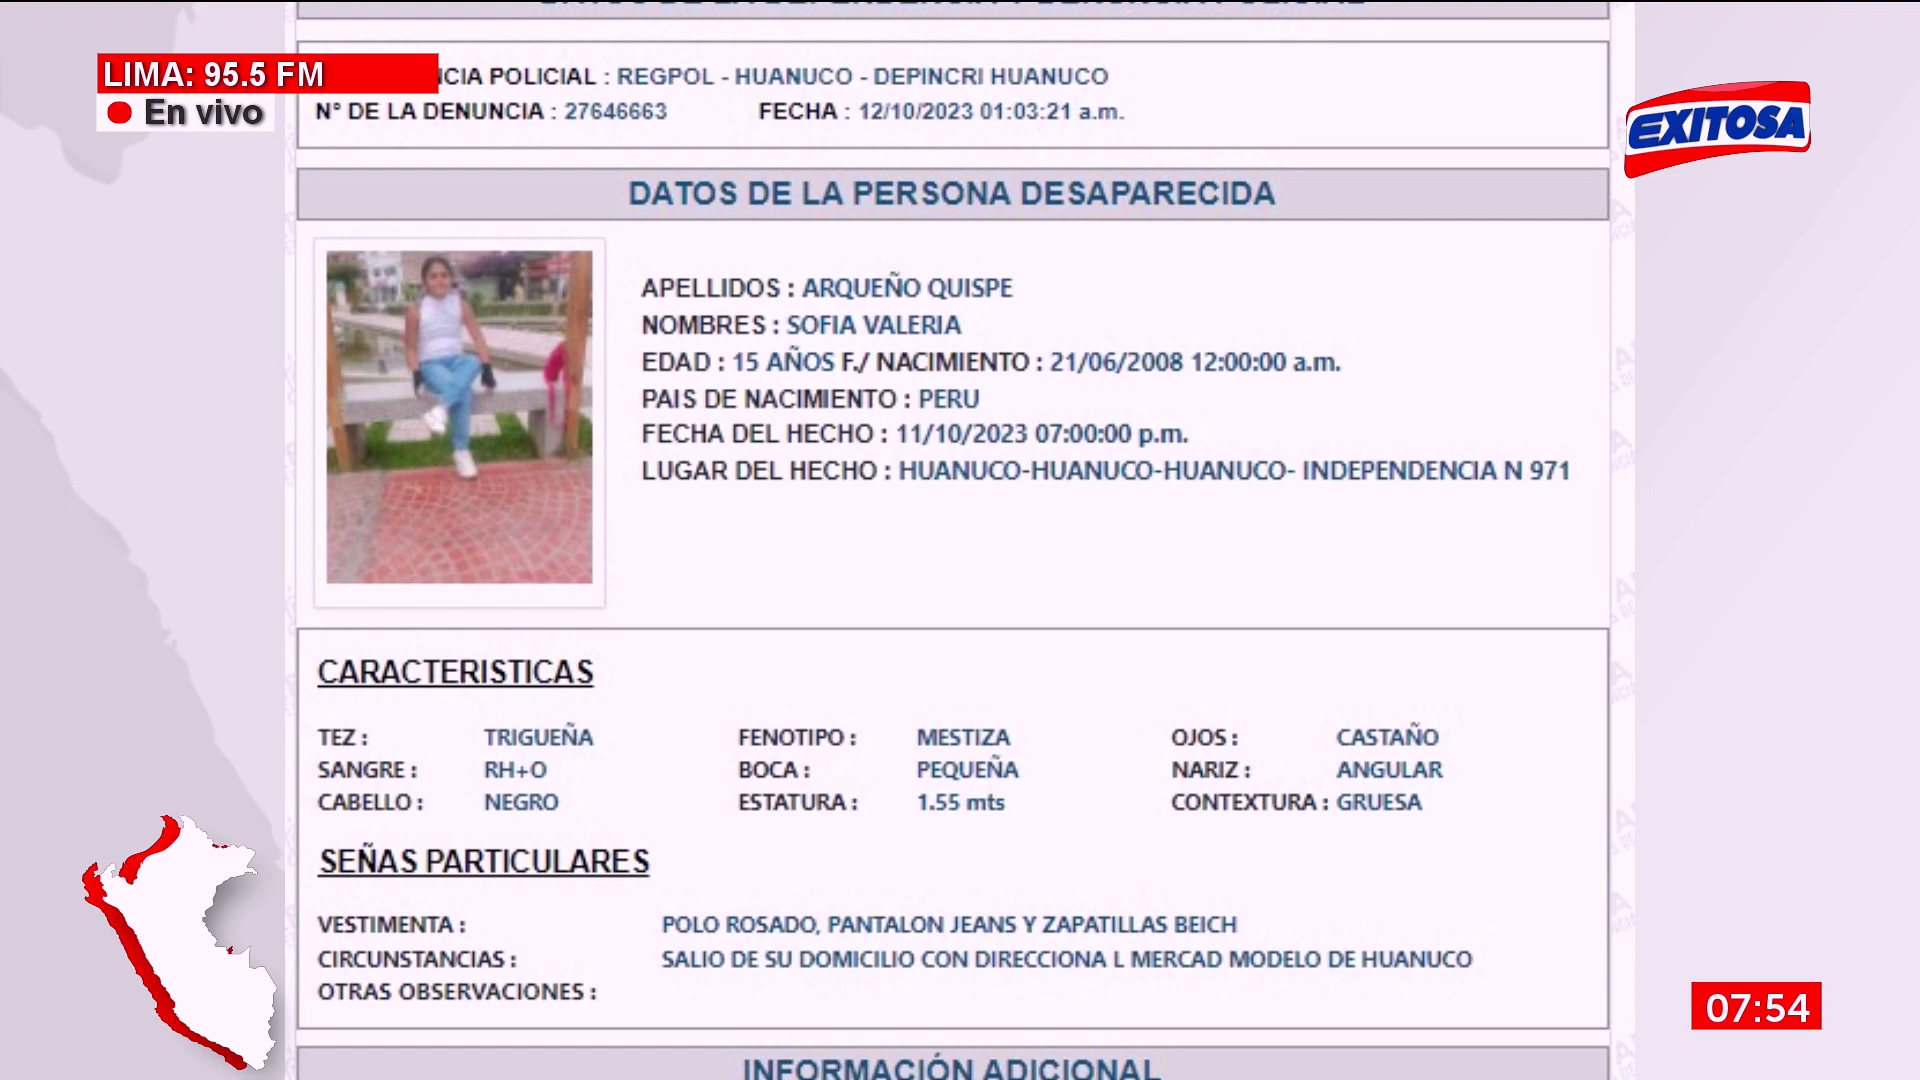 LIMA: 95.5 FM
En vivo
CIA POLICIAL : REGPOL - HUANUCO - DEPINCRI HUANUCO
N° DE LA DENUNCIA : 27646663 FECHA : 12/10/2023 01:03:21 a.m.
EXITOSA
DATOS DE LA PERSONA DESAPARECIDA
APELLIDOS : ARQUEÑO QUISPE
NOMBRES : SOFIA VALERIA
EDAD : 15 AÑOS F./ NACIMIENTO : 21/06/2008 12:00:00 a.m.
PAIS DE NACIMIENTO : PERU
FECHA DEL HECHO : 11/10/2023 07:00:00 p.m.
LUGAR DEL HECHO : HUANUCO-HUANUCO-HUANUCO- INDEPENDENCIA N 971
CARACTERISTICAS
TEZ : TRIGUEÑA FENOTIPO : MESTIZA OJOS : CASTAÑO
SANGRE : RH+O BOCA : PEQUEÑA NARIZ : ANGULAR
CABELLO : NEGRO ESTATURA : 1.55 mts CONTEXTURA : GRUESA
SEÑAS PARTICULARES
VESTIMENTA : POLO ROSADO, PANTALON JEANS Y ZAPATILLAS BEICH
CIRCUNSTANCIAS : SALIO DE SU DOMICILIO CON DIRECCIONA L MERCAD MODELO DE HUANUCO
OTRAS OBSERVACIONES :
INFORMACIÓN ADICIONAL
07:54